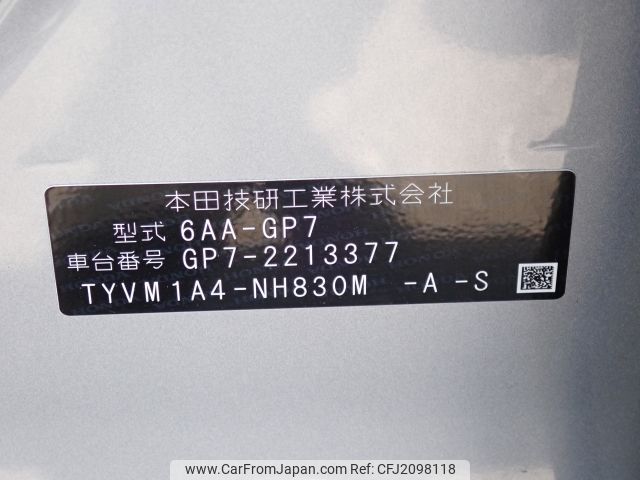 本田技研工業株式会社
型式 6AA-GP7
車台番号 GP7-2213377
TYVM1A4-NH830M -A -S
www.CarFromJapan.com/CarFromJapan - CFJ2098118